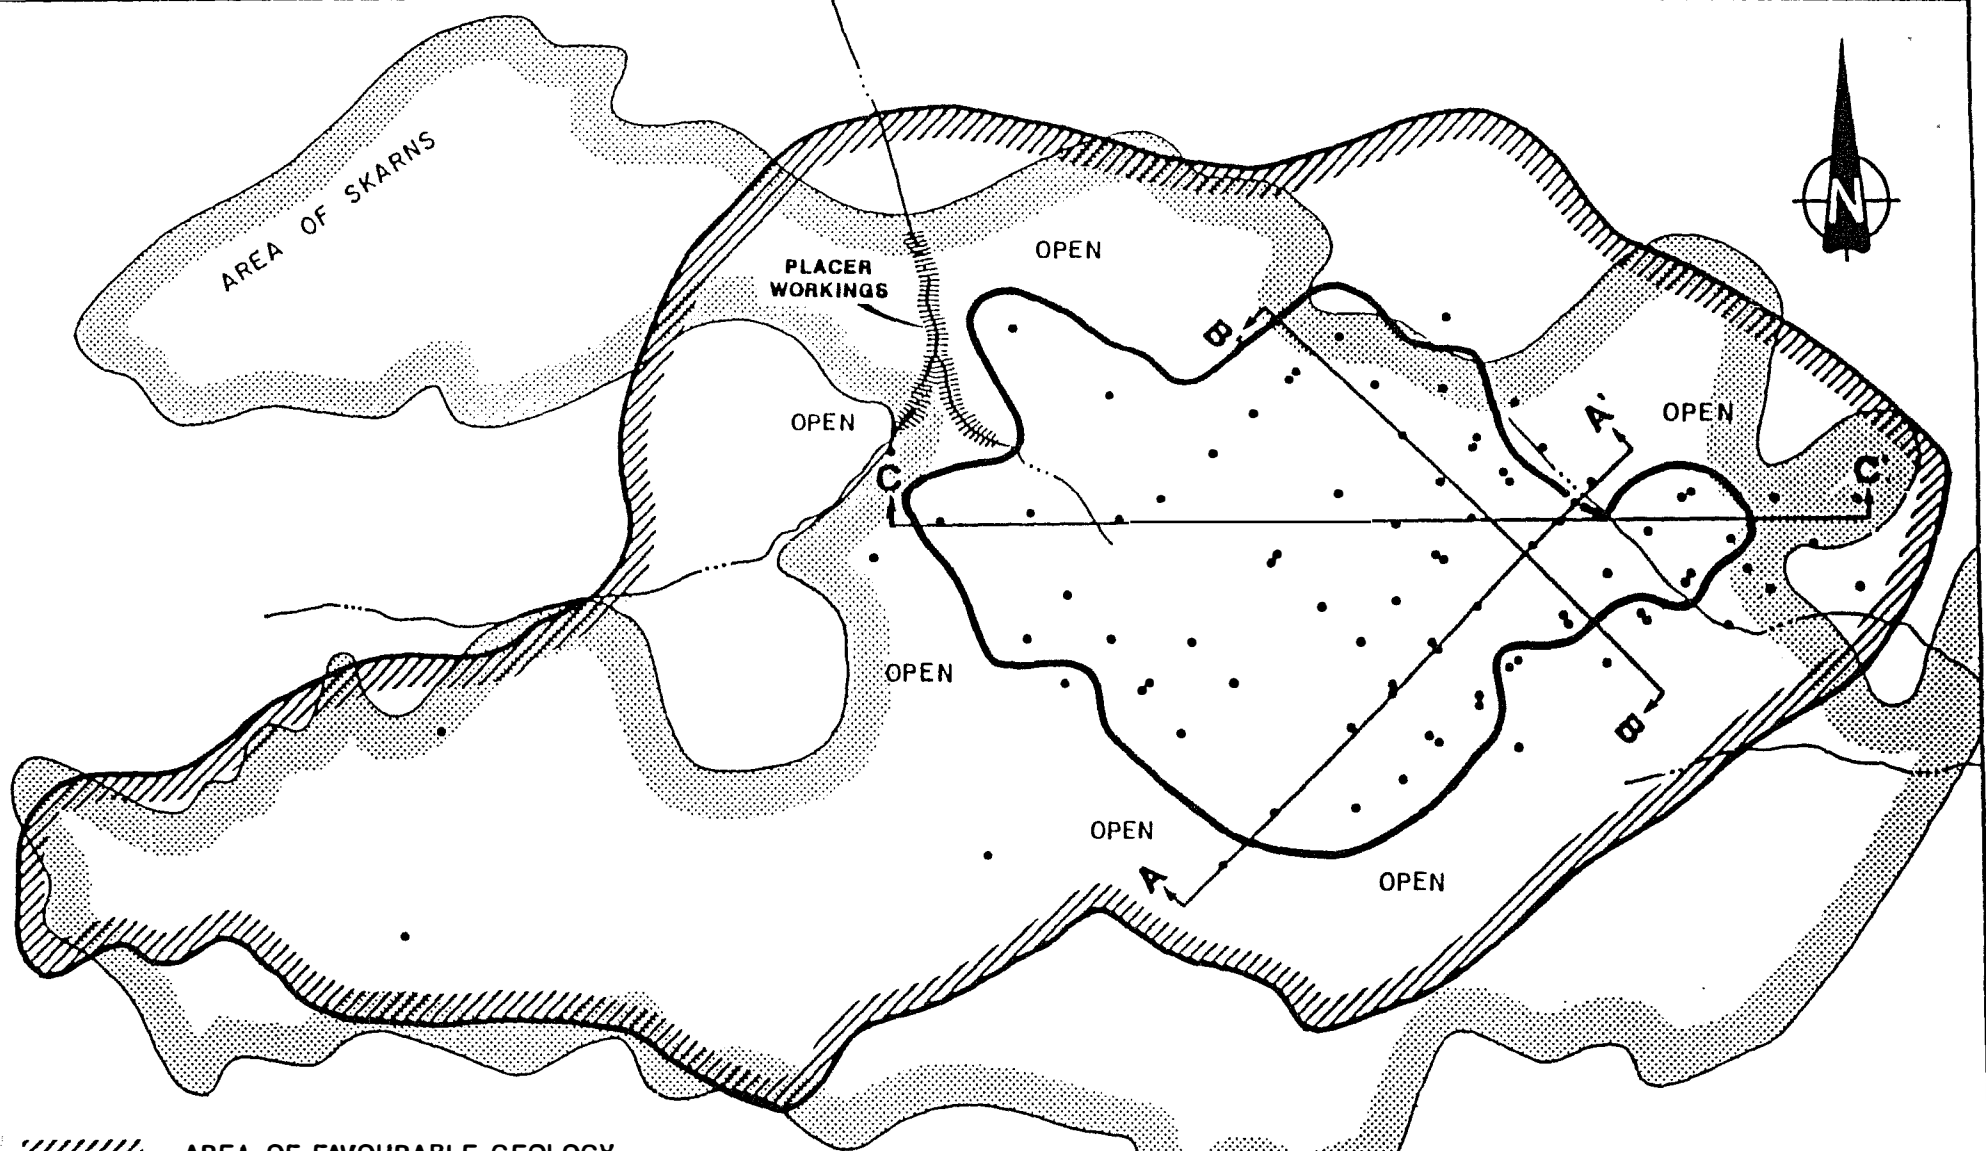 N
AREA OF SKARNS
OPEN
PLACER
WORKINGS
B'
A'
OPEN
OPEN
C
C'
OPEN
B
OPEN
A
OPEN
AREA OF FAVOURABLE GEOLOGY